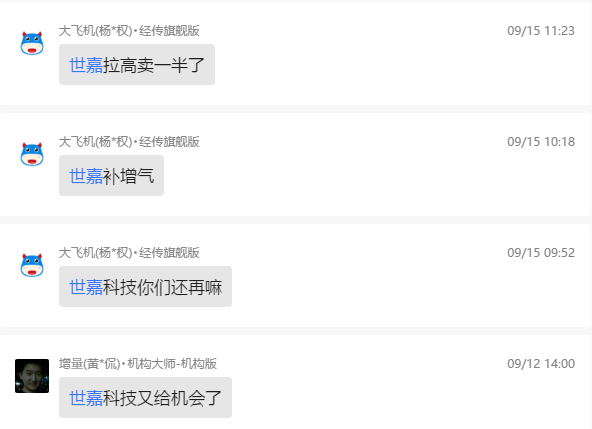 大飞机(杨*权)•经传旗舰版 09/15 11:23
世嘉拉高卖一半了
大飞机(杨*权)•经传旗舰版 09/15 10:18
世嘉补增气
大飞机(杨*权)•经传旗舰版 09/15 09:52
世嘉科技你们还再嘛
增量(黄*侃)•机构大师-机构版 09/12 14:00
世嘉科技又给机会了